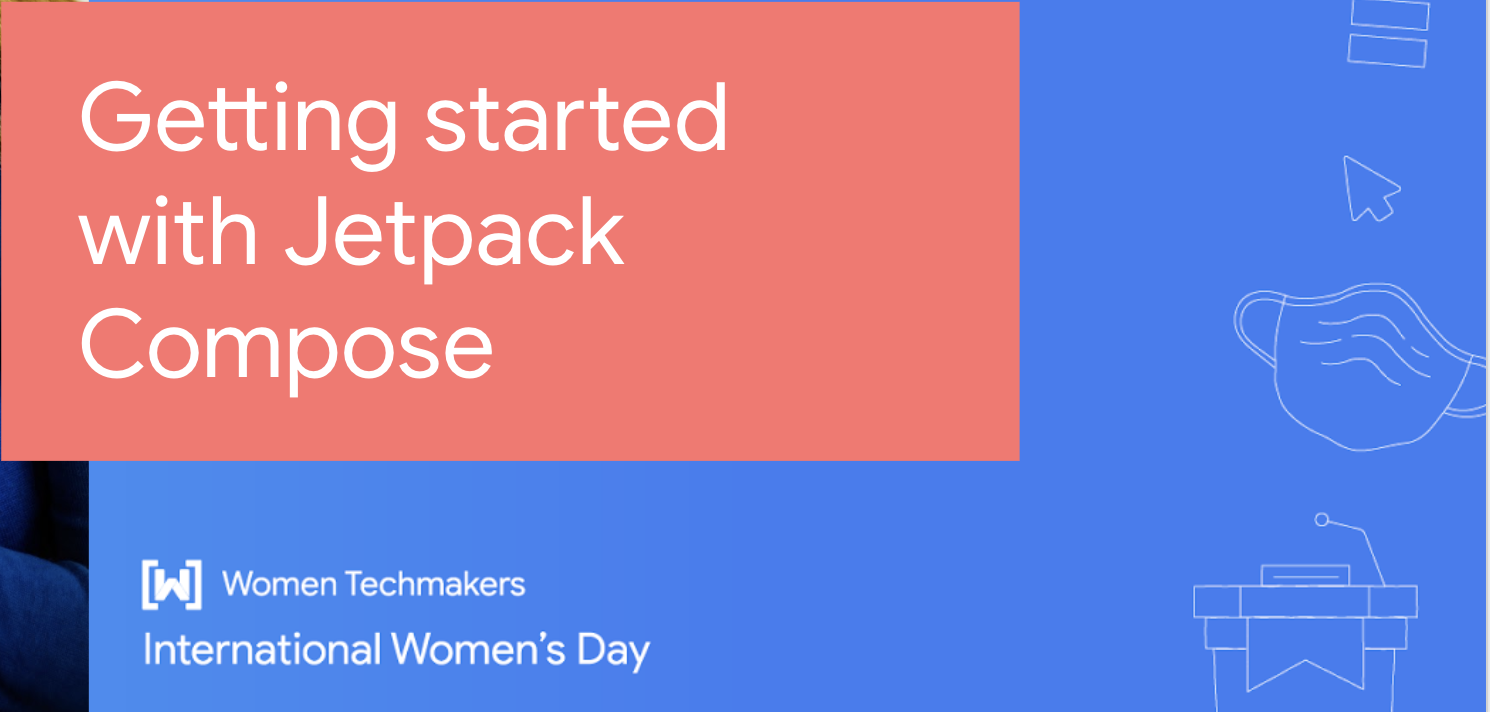 Getting started
with Jetpack
Compose
Women Techmakers
International Women’s Day